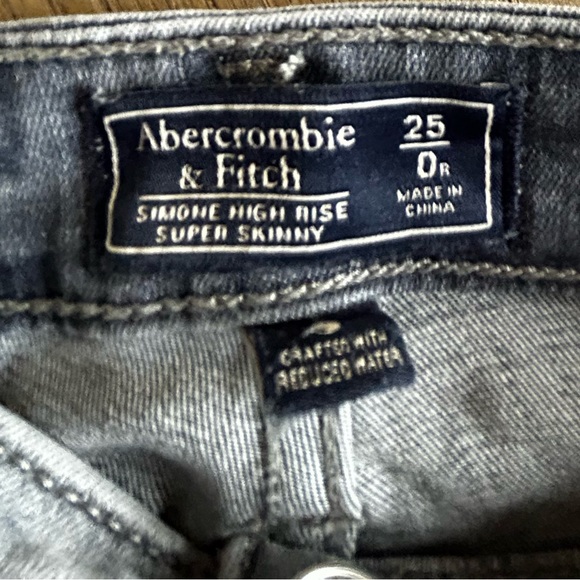 Abercrombie
& Fitch
SIMONE HIGH RISE
SUPER SKINNY
25
0R
MADE IN
CHINA
CRAFTED WITH
REDUCED WATER